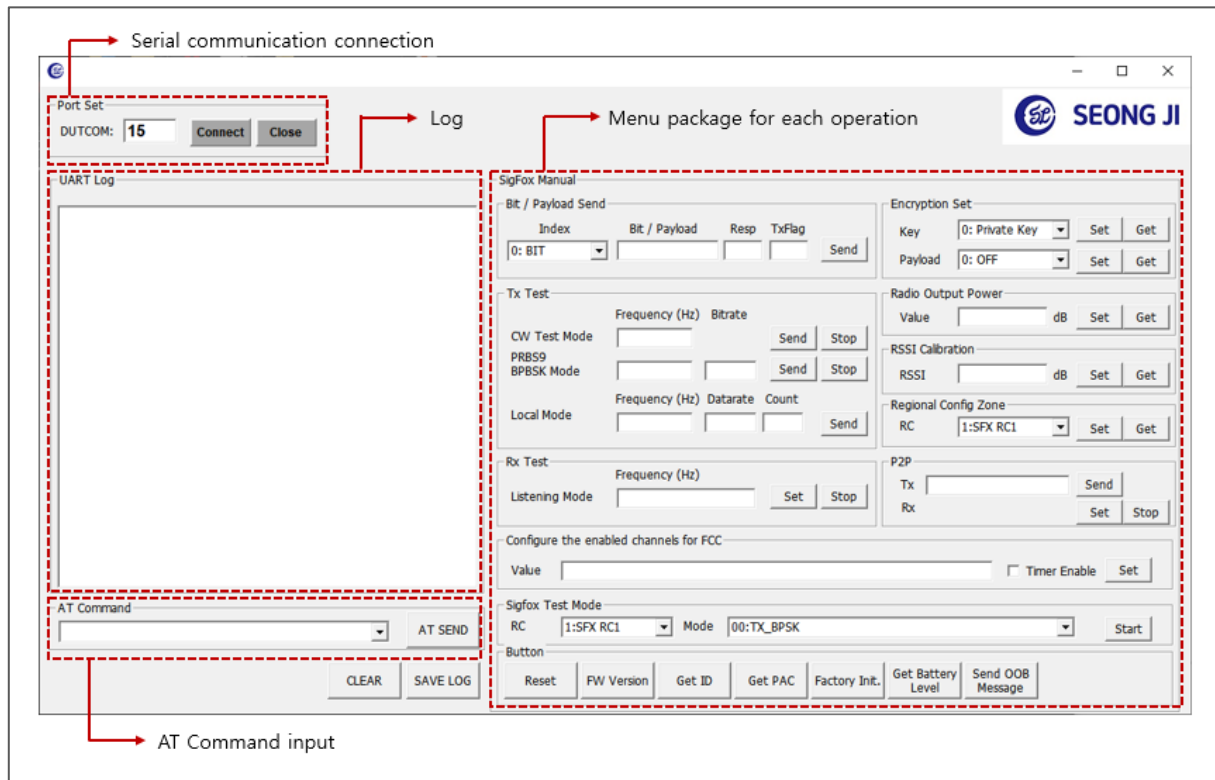 Serial communication connection
Port Set
DUTCOM: 15 Connect Close
Log
Menu package for each operation
SEONG JI
UART Log
SigFox Manual
Bit / Payload Send
Index Bit / Payload Resp TxFlag
0: BIT Send
Encryption Set
Key 0: Private Key Set Get
Payload 0: OFF Set Get
Tx Test
Frequency (Hz) Bitrate
CW Test Mode Send Stop
PRBS9
BPBSK Mode Send Stop
Frequency (Hz) Datarate Count
Local Mode Send
Radio Output Power
Value dB Set Get
RSSI Calibration
RSSI dB Set Get
Regional Config Zone
RC 1:SFX RC1 Set Get
Rx Test
Frequency (Hz)
Listening Mode Set Stop
P2P
Tx Send
Rx Set Stop
Configure the enabled channels for FCC
Value Timer Enable Set
AT Command
AT SEND
Sigfox Test Mode
RC 1:SFX RC1 Mode 00:TX_BPSK Start
Button
CLEAR SAVE LOG
Reset FW Version Get ID Get PAC Factory Init. Get Battery Level Send OOB Message
AT Command input